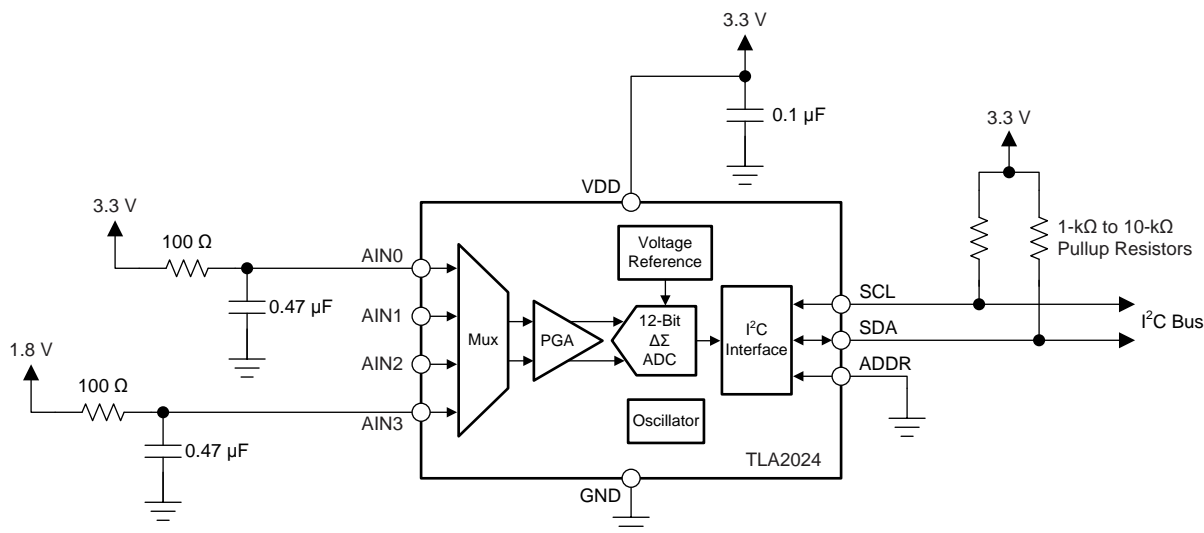 3.3 V
0.1 µF
3.3 V
VDD
3.3 V
100 Ω
0.47 µF
AIN0
AIN1
AIN2
AIN3
1.8 V
100 Ω
0.47 µF
Mux
PGA
Voltage
Reference
12-Bit
ΔΣ
ADC
Oscillator
I²C
Interface
TLA2024
GND
1-kΩ to 10-kΩ
Pullup Resistors
SCL
SDA
ADDR
I²C Bus